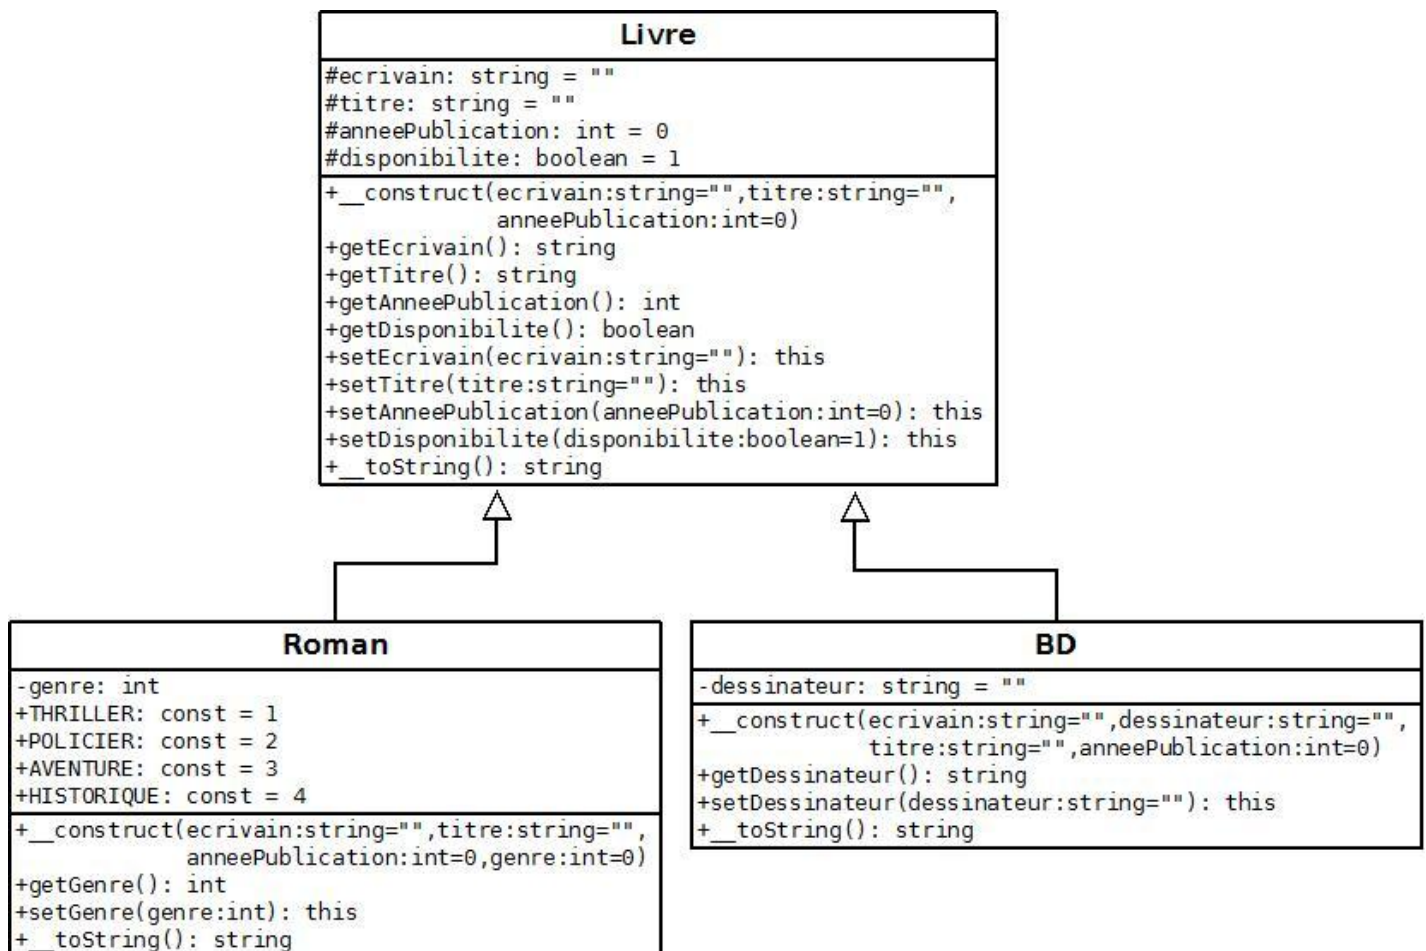 Livre
#ecrivain: string = ""
#titre: string = ""
#anneePublication: int = 0
#disponibilite: boolean = 1
+__construct(ecrivain:string="",titre:string="",
anneePublication:int=0)
+getEcrivain(): string
+getTitre(): string
+getAnneePublication(): int
+getDisponibilite(): boolean
+setEcrivain(ecrivain:string=""): this
+setTitre(titre:string=""): this
+setAnneePublication(anneePublication:int=0): this
+setDisponibilite(disponibilite:boolean=1): this
+__toString(): string
Roman
-genre: int
+THRILLER: const = 1
+POLICIER: const = 2
+AVENTURE: const = 3
+HISTORIQUE: const = 4
+__construct(ecrivain:string="",titre:string="",
anneePublication:int=0,genre:int=0)
+getGenre(): int
+setGenre(genre:int): this
+__toString(): string
BD
-dessinateur: string = ""
+__construct(ecrivain:string="",dessinateur:string="",
titre:string="",anneePublication:int=0)
+getDessinateur(): string
+setDessinateur(dessinateur:string=""): this
+__toString(): string